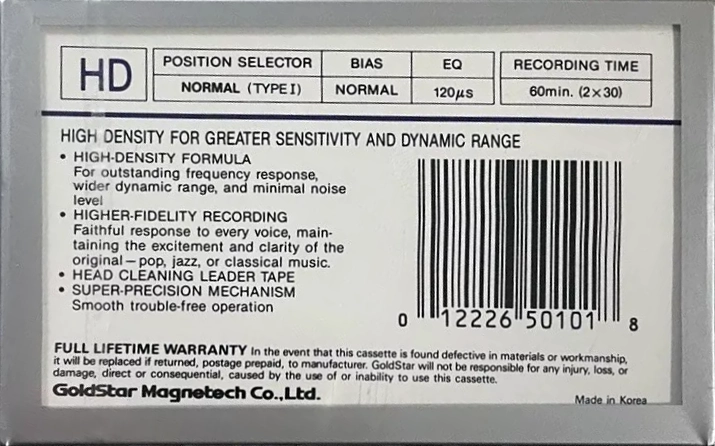 HD
POSITION SELECTOR BIAS EQ RECORDING TIME
NORMAL (TYPE I) NORMAL 120µs 60min. (2×30)
HIGH DENSITY FOR GREATER SENSITIVITY AND DYNAMIC RANGE
• HIGH-DENSITY FORMULA
For outstanding frequency response,
wider dynamic range, and minimal noise
level
• HIGHER-FIDELITY RECORDING
Faithful response to every voice, main-
taining the excitement and clarity of the
original—pop, jazz, or classical music.
• HEAD CLEANING LEADER TAPE
• SUPER-PRECISION MECHANISM
Smooth trouble-free operation
0 12226 50101 8
FULL LIFETIME WARRANTY In the event that this cassette is found defective in materials or workmanship,
it will be replaced if returned, postage prepaid, to manufacturer. GoldStar will not be responsible for any injury, loss, or
damage, direct or consequential, caused by the use of or inability to use this cassette.
GoldStar Magnetech Co.,Ltd.
Made in Korea